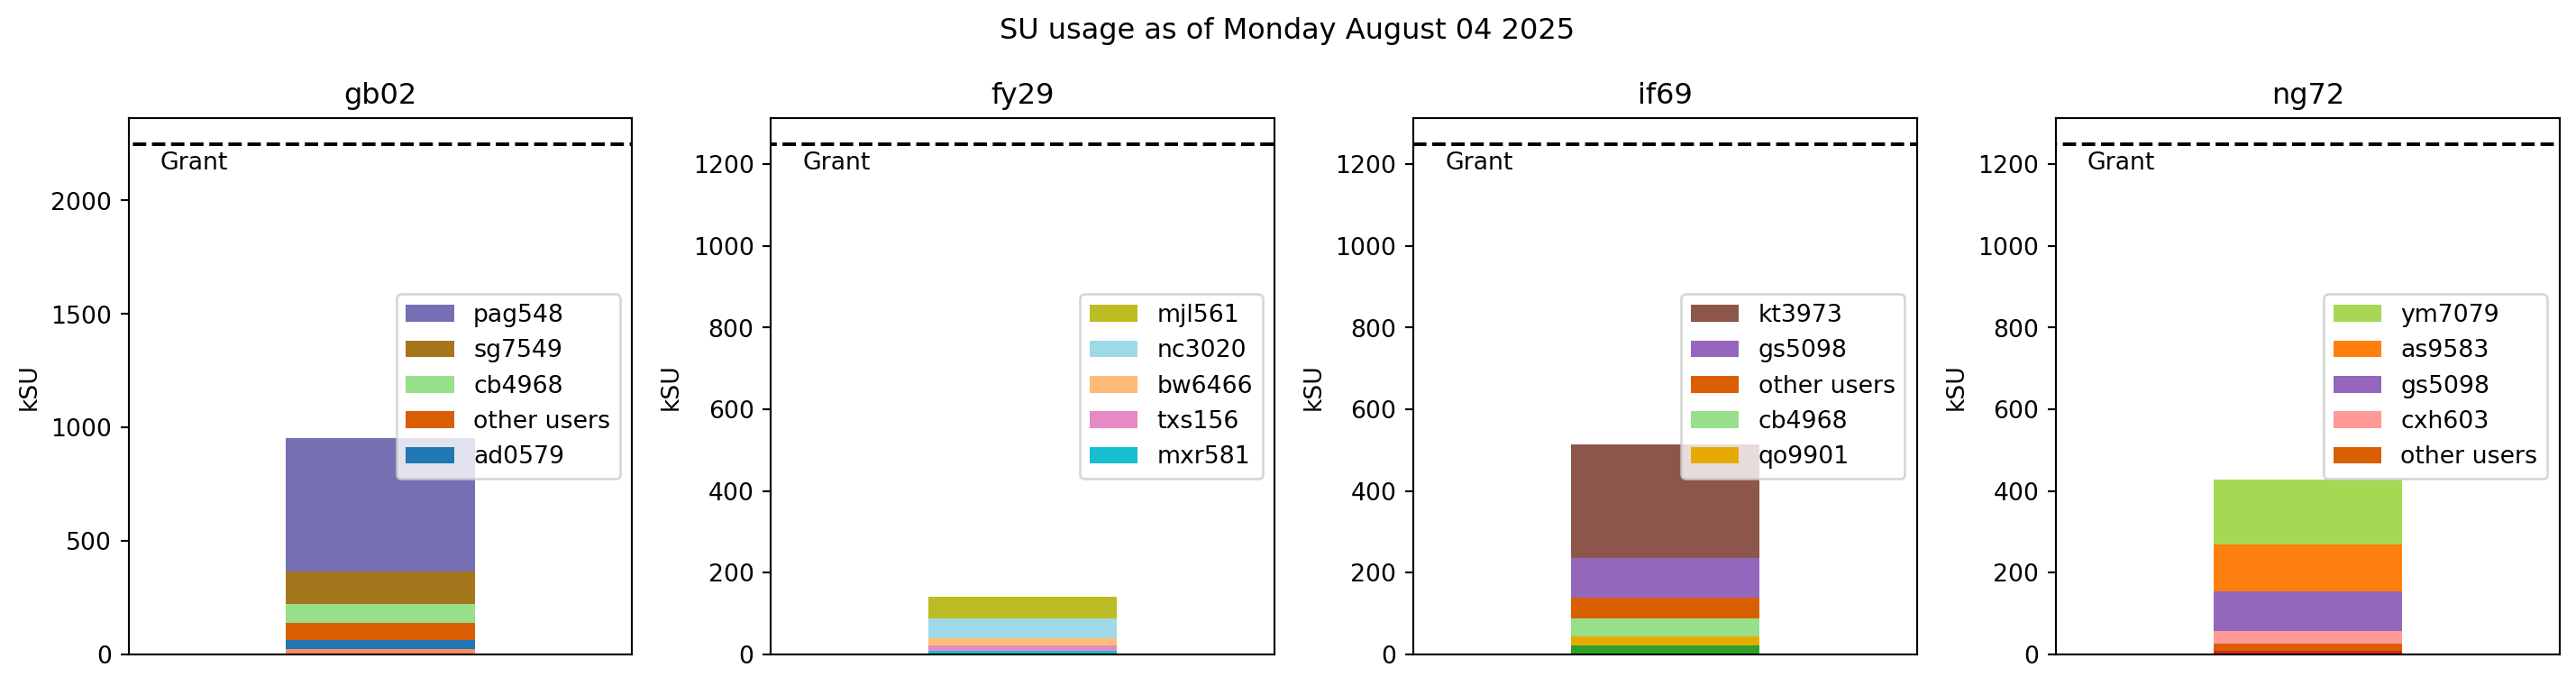 SU usage as of Monday August 04 2025
gb02
kSU
2000
1500
1000
500
0
Grant
pag548
sg7549
cb4968
other users
ad0579
fy29
kSU
1200
1000
800
600
400
200
0
Grant
mjl561
nc3020
bw6466
txs156
mxr581
if69
kSU
1200
1000
800
600
400
200
0
Grant
kt3973
gs5098
other users
cb4968
qo9901
ng72
kSU
1200
1000
800
600
400
200
0
Grant
ym7079
as9583
gs5098
cxh603
other users